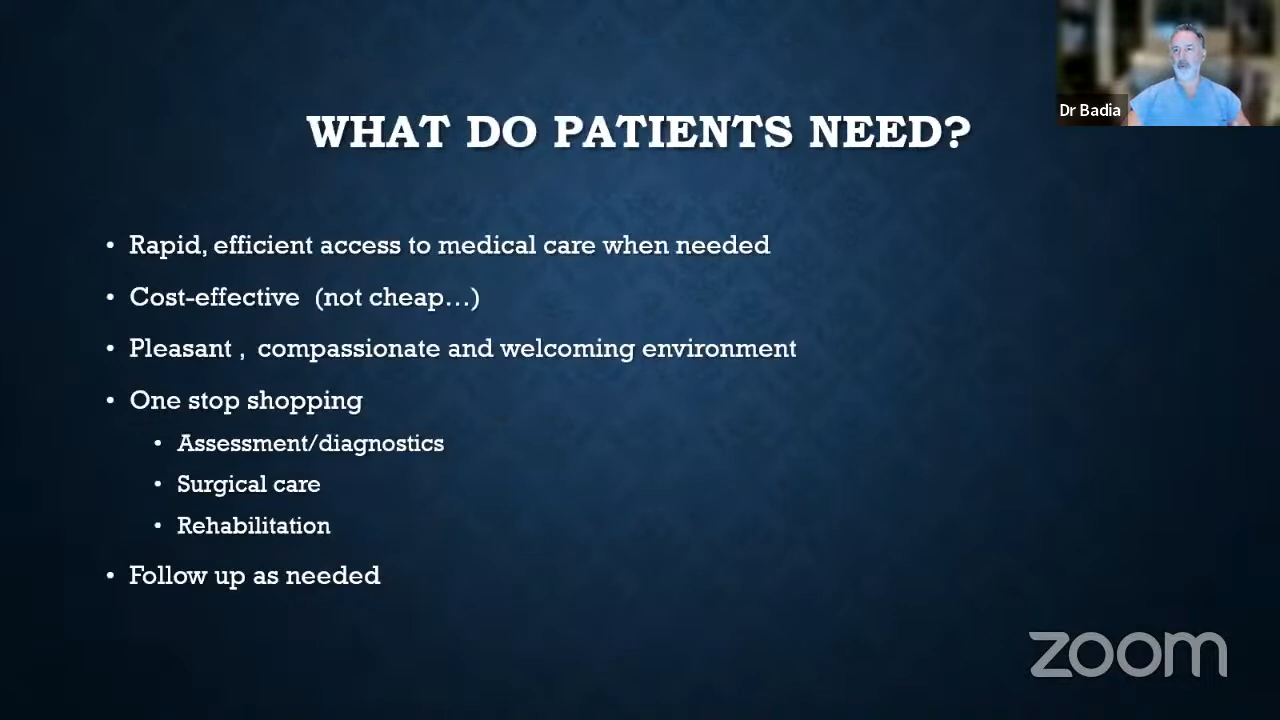 Dr Badia
WHAT DO PATIENTS NEED?
• Rapid, efficient access to medical care when needed
• Cost-effective  (not cheap...)
• Pleasant ,  compassionate and welcoming environment
• One stop shopping
• Assessment/diagnostics
• Surgical care
• Rehabilitation
• Follow up as needed
zoom